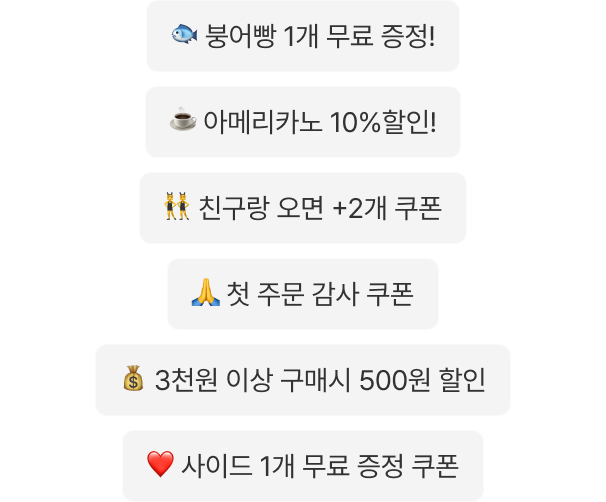 🐟 붕어빵 1개 무료 증정!
☕ 아메리카노 10%할인!
👯 친구랑 오면 +2개 쿠폰
🙏 첫 주문 감사 쿠폰
💰 3천원 이상 구매시 500원 할인
❤️ 사이드 1개 무료 증정 쿠폰